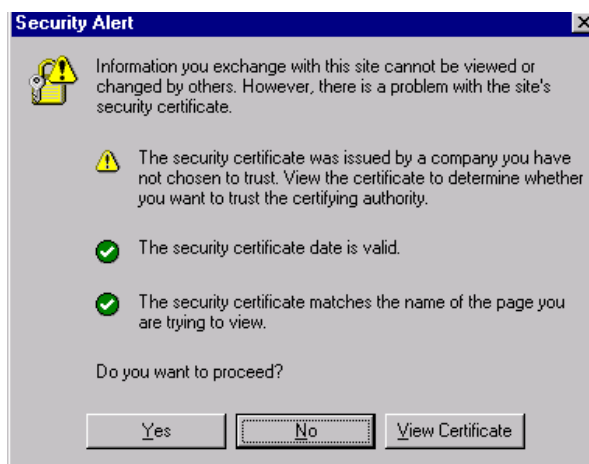 Security Alert
Information you exchange with this site cannot be viewed or
changed by others. However, there is a problem with the site's
security certificate.
The security certificate was issued by a company you have
not chosen to trust. View the certificate to determine whether
you want to trust the certifying authority.
The security certificate date is valid.
The security certificate matches the name of the page you
are trying to view.
Do you want to proceed?
Yes No View Certificate